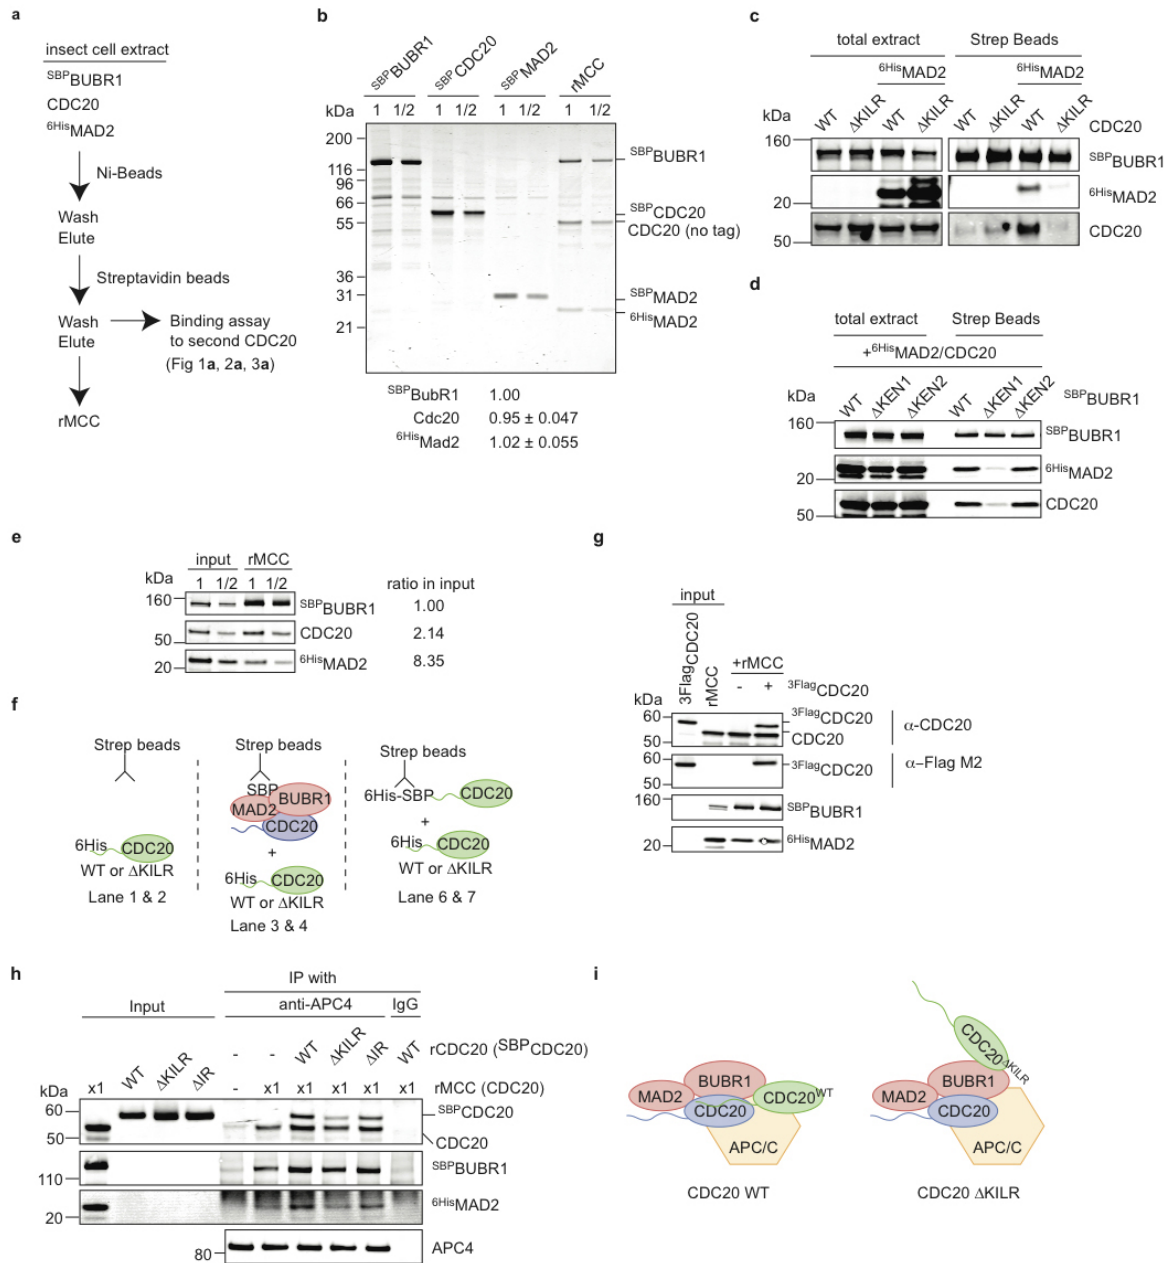 a
insect cell extract
SBPBUBR1
CDC20
6HisMAD2
Ni-Beads
Wash
Elute
Streptavidin beads
Wash
Elute
Binding assay
to second CDC20
(Fig 1a, 2a, 3a)
rMCC
b
SBPBUBR1 SBPCDC20 SBPMAD2 rMCC
kDa 1 1/2 1 1/2 1 1/2 1 1/2
200
116
96
66
55
36
31
21
SBPBUBR1
SBPCDC20
CDC20 (no tag)
SBPMAD2
6HisMAD2
SBPBubR1 1.00
Cdc20 0.95 ± 0.047
6HisMad2 1.02 ± 0.055
c
total extract Strep Beads
6HisMAD2 6HisMAD2
WT ΔKILR WT ΔKILR WT ΔKILR WT ΔKILR CDC20
kDa
160 SBPBUBR1
20 6HisMAD2
50 CDC20
d
total extract Strep Beads
+6HisMAD2/CDC20
kDa WT ΔKEN1 ΔKEN2 WT ΔKEN1 ΔKEN2 SBPBUBR1
160 SBPBUBR1
20 6HisMAD2
50 CDC20
e
input rMCC
kDa 1 1/2 1 1/2 ratio in input
160 SBPBUBR1 1.00
50 CDC20 2.14
20 6HisMAD2 8.35
f
Strep beads
6His CDC20
WT or ΔKILR
Lane 1 & 2
Strep beads
SBP
MAD2 BUBR1
CDC20
+
6His CDC20
WT or ΔKILR
Lane 3 & 4
Strep beads
6His-SBP CDC20
+
6His CDC20
WT or ΔKILR
Lane 6 & 7
g
input
3FlagCDC20 rMCC +rMCC
- + 3FlagCDC20
kDa
60 3FlagCDC20
50 CDC20
α-CDC20
60 3FlagCDC20
50
α-Flag M2
160 SBPBUBR1
20 6HisMAD2
h
IP with
Input anti-APC4 IgG
WT ΔKILR ΔIR - - WT ΔKILR ΔIR WT rCDC20 (SBPCDC20)
kDa x1 - x1 x1 x1 x1 x1 rMCC (CDC20)
60 SBPCDC20
50 CDC20
110 SBPBUBR1
20 6HisMAD2
80 APC4
i
BUBR1
MAD2 CDC20WT
CDC20
APC/C
CDC20 WT
CDC20ΔKILR
BUBR1
MAD2
CDC20
APC/C
CDC20 ΔKILR